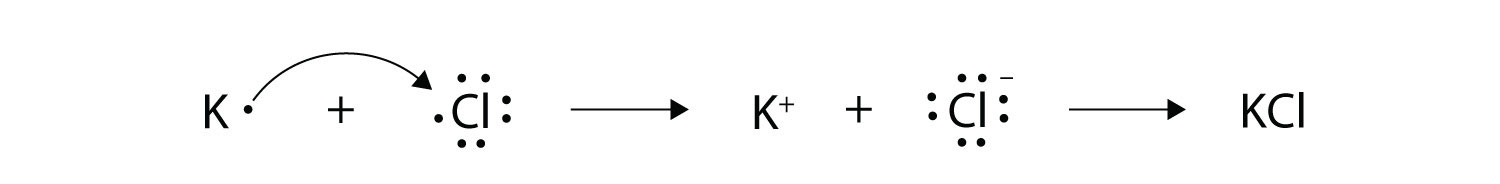 K· + ·Cl: → K⁺ + :Cl:⁻ → KCl